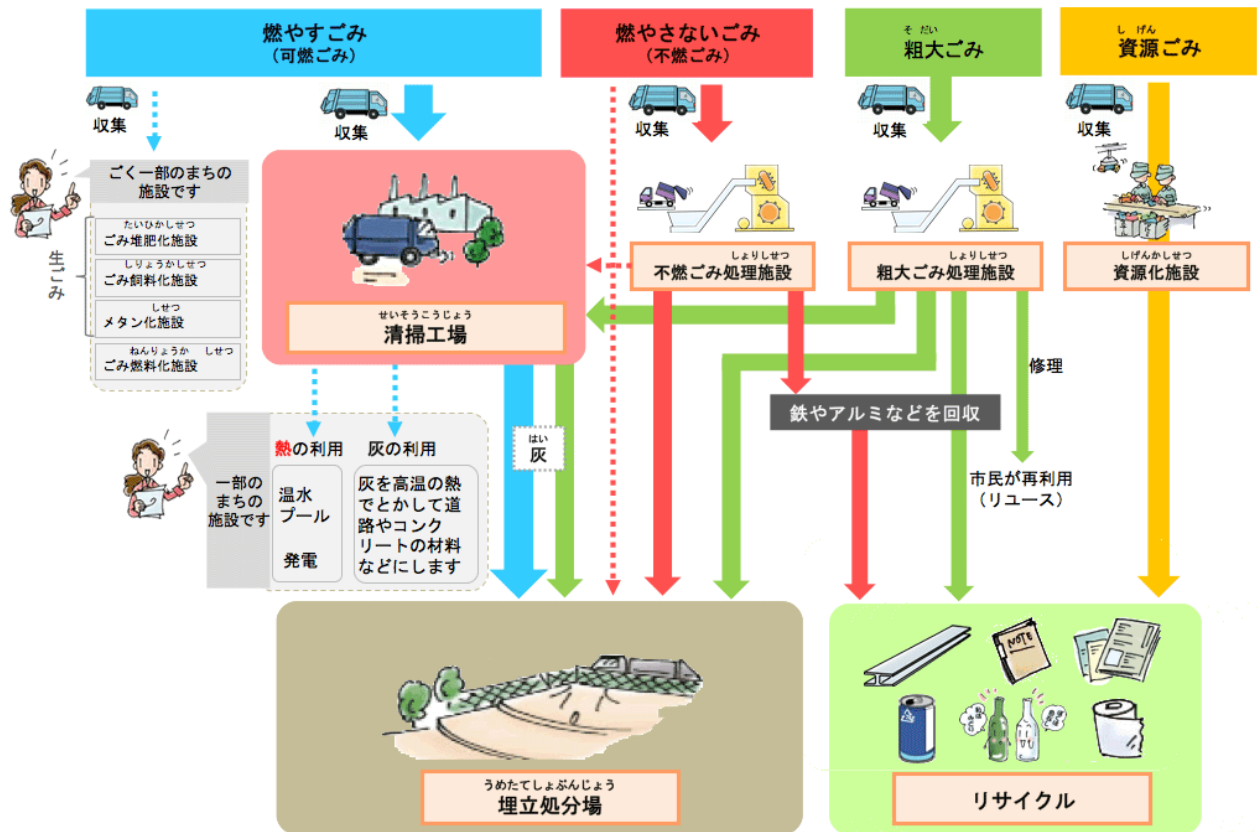 燃やすごみ
（可燃ごみ）
燃やさないごみ
（不燃ごみ）
そ だい
粗大ごみ
し げん
資源ごみ
収集
収集
収集
収集
収集
ごく一部のまちの
施設です
生ごみ
たいひかしせつ
ごみ堆肥化施設
しりょうかしせつ
ごみ飼料化施設
しせつ
メタン化施設
ねんりょうか しせつ
ごみ燃料化施設
せいそうこうじょう
清掃工場
しょりしせつ
不燃ごみ処理施設
しょりしせつ
粗大ごみ処理施設
しげんかしせつ
資源化施設
修理
鉄やアルミなどを回収
市民が再利用
（リユース）
はい
灰
一部の
まちの
施設です
熱の利用
温水
プール
発電
灰の利用
灰を高温の熱
でとかして道
路やコンク
リートの材料
などにします
うめたてしょぶんじょう
埋立処分場
NOTE
リサイクル